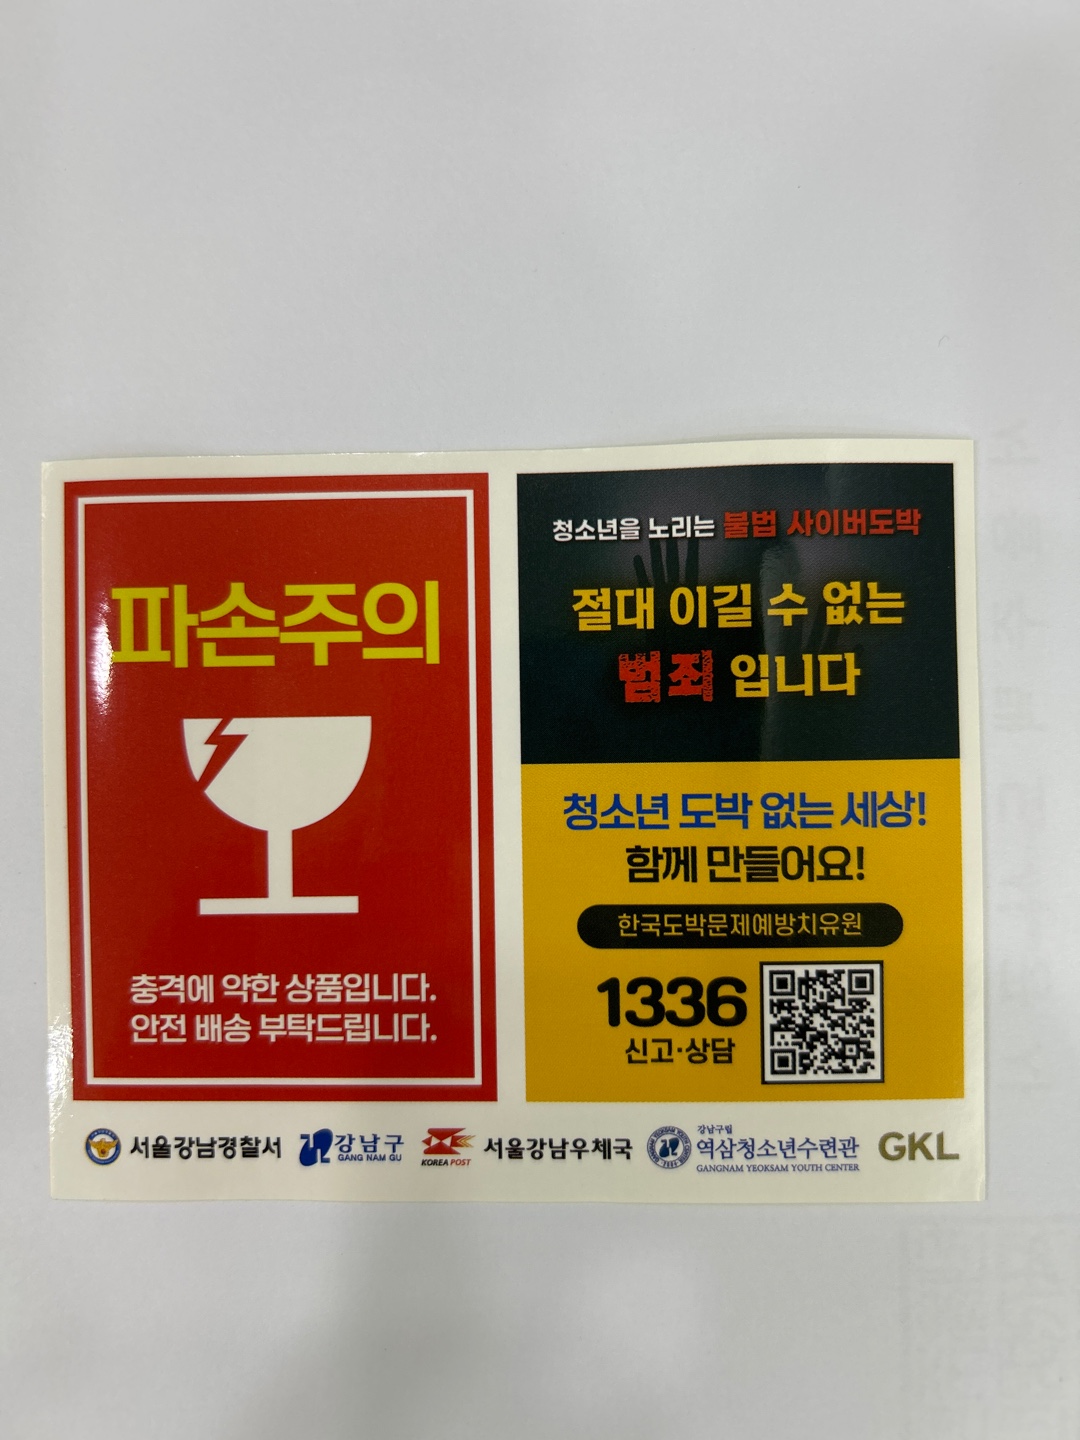 파손주의
충격에 약한 상품입니다.
안전 배송 부탁드립니다.
청소년을 노리는 불법 사이버도박
절대 이길 수 없는
범죄 입니다
청소년 도박 없는 세상!
함께 만들어요!
한국도박문제예방치유원
1336
신고·상담
서울강남경찰서
강남구
GANG NAM GU
KOREA POST
서울강남우체국
강남구립
역삼청소년수련관
GANGNAM YEOKSAM YOUTH CENTER
GKL